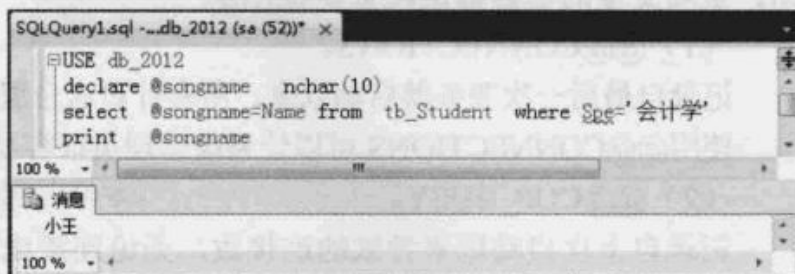 SQLQuery1.sql -...db_2012 (sa (52))* ×
USE db_2012
declare @songname nchar(10)
select @songname=Name from tb_Student where Spe='会计学'
print @songname
100 %
消息
小王
100 %